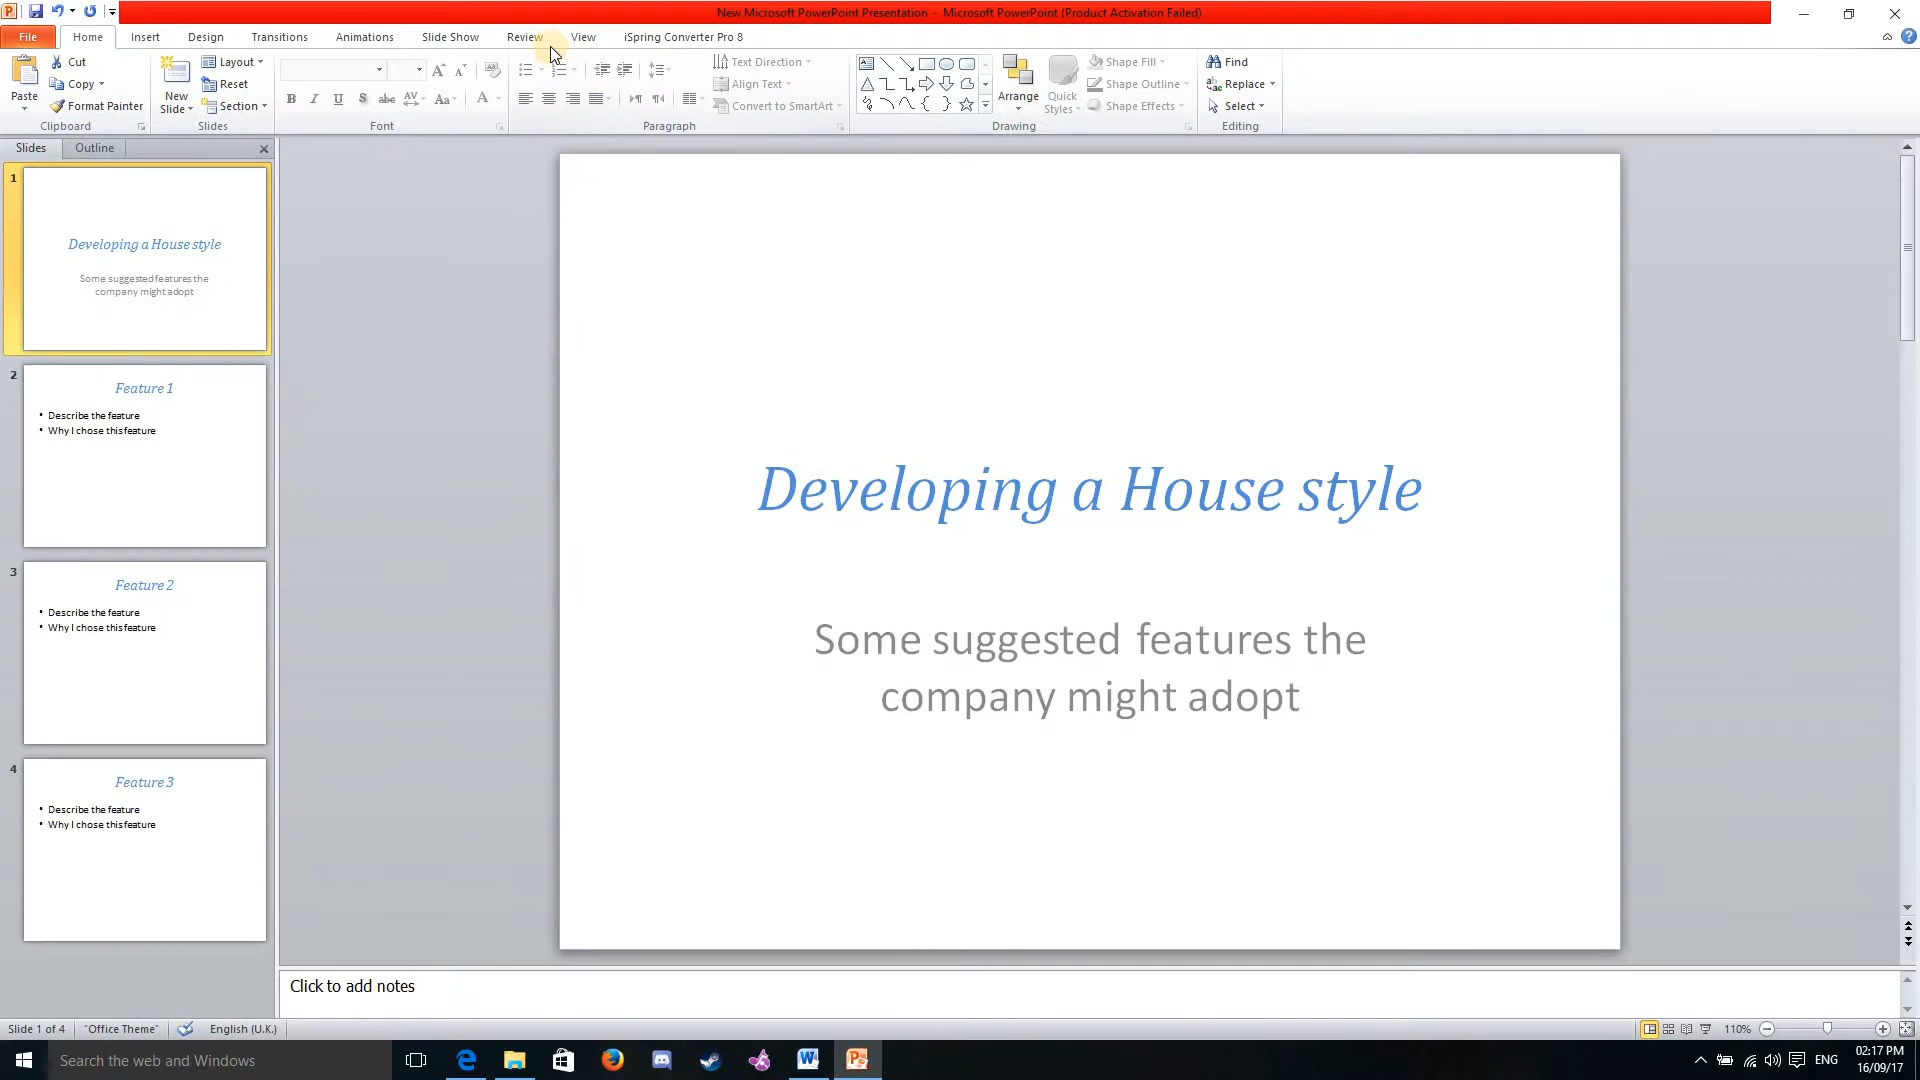 New Microsoft PowerPoint Presentation - Microsoft PowerPoint (Product Activation Failed)
File Home Insert Design Transitions Animations Slide Show Review View iSpring Converter Pro 8
Paste
Cut
Copy
Format Painter
Clipboard
New
Slide
Layout
Reset
Section
Slides
Font
Text Direction
Align Text
Convert to SmartArt
Paragraph
Arrange
Quick
Styles
Shape Fill
Shape Outline
Shape Effects
Drawing
Find
Replace
Select
Editing
Slides Outline
1
Developing a House style
Some suggested features the
company might adopt
2
Feature 1
• Describe the feature
• Why I chose this feature
3
Feature 2
• Describe the feature
• Why I chose this feature
4
Feature 3
• Describe the feature
• Why I chose this feature
Developing a House style
Some suggested features the
company might adopt
Click to add notes
Slide 1 of 4 "Office Theme" English (U.K.) 110%
Search the web and Windows
ENG
02:17 PM
16/09/17